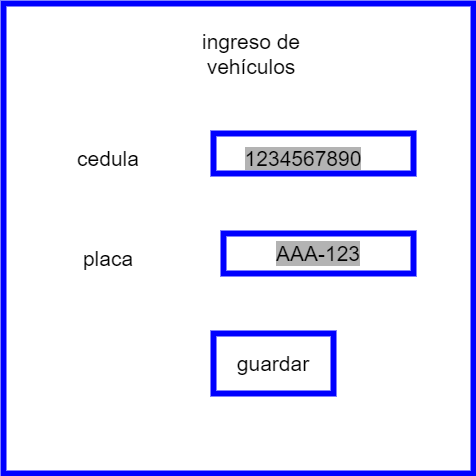 ingreso de
vehículos
cedula
1234567890
placa
AAA-123
guardar